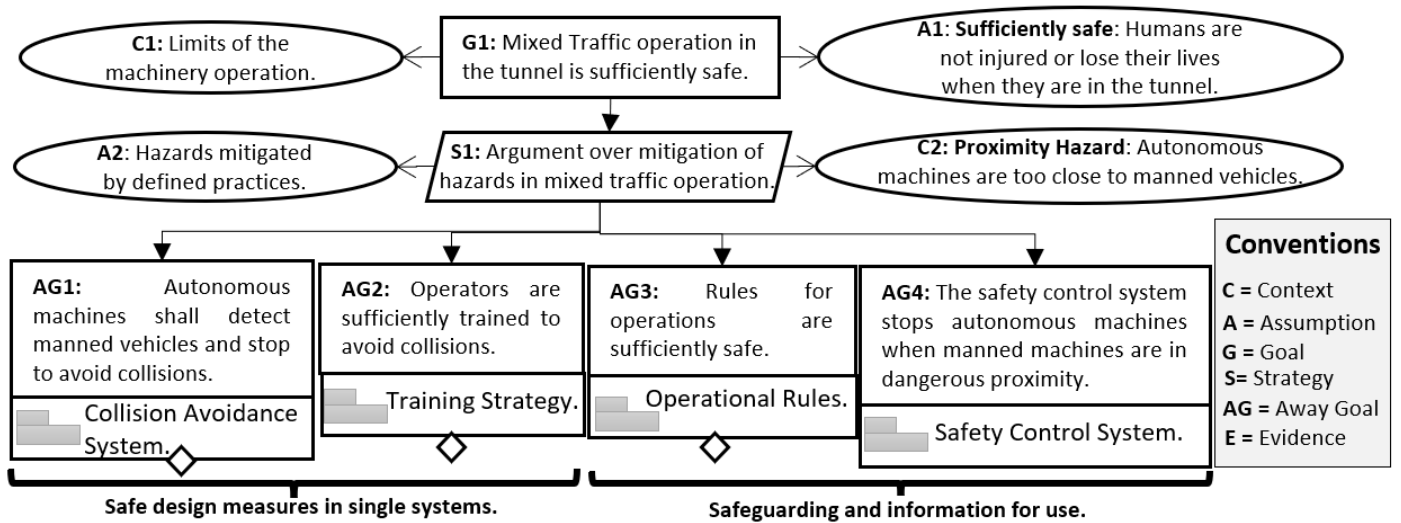 C1: Limits of the
machinery operation.
G1: Mixed Traffic operation in
the tunnel is sufficiently safe.
A1: Sufficiently safe: Humans are
not injured or lose their lives
when they are in the tunnel.
A2: Hazards mitigated
by defined practices.
S1: Argument over mitigation of
hazards in mixed traffic operation.
C2: Proximity Hazard: Autonomous
machines are too close to manned vehicles.
AG1: Autonomous
machines shall detect
manned vehicles and stop
to avoid collisions.
Collision Avoidance
System.
AG2: Operators are
sufficiently trained to
avoid collisions.
Training Strategy.
AG3: Rules for
operations are
sufficiently safe.
Operational Rules.
AG4: The safety control system
stops autonomous machines
when manned machines are in
dangerous proximity.
Safety Control System.
Conventions
C = Context
A = Assumption
G = Goal
S= Strategy
AG = Away Goal
E = Evidence
Safe design measures in single systems.
Safeguarding and information for use.